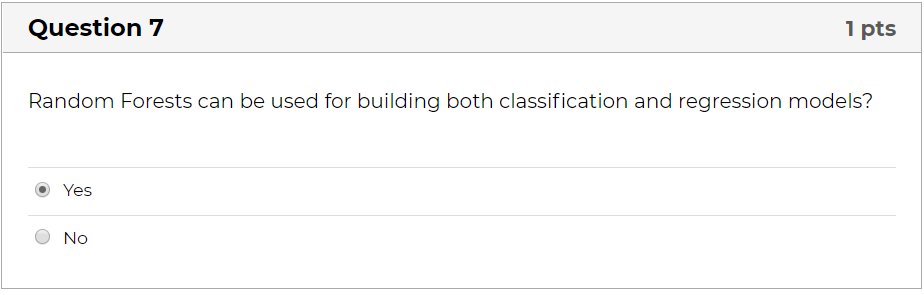 Question 7
1 pts
Random Forests can be used for building both classification and regression models?
Yes
No